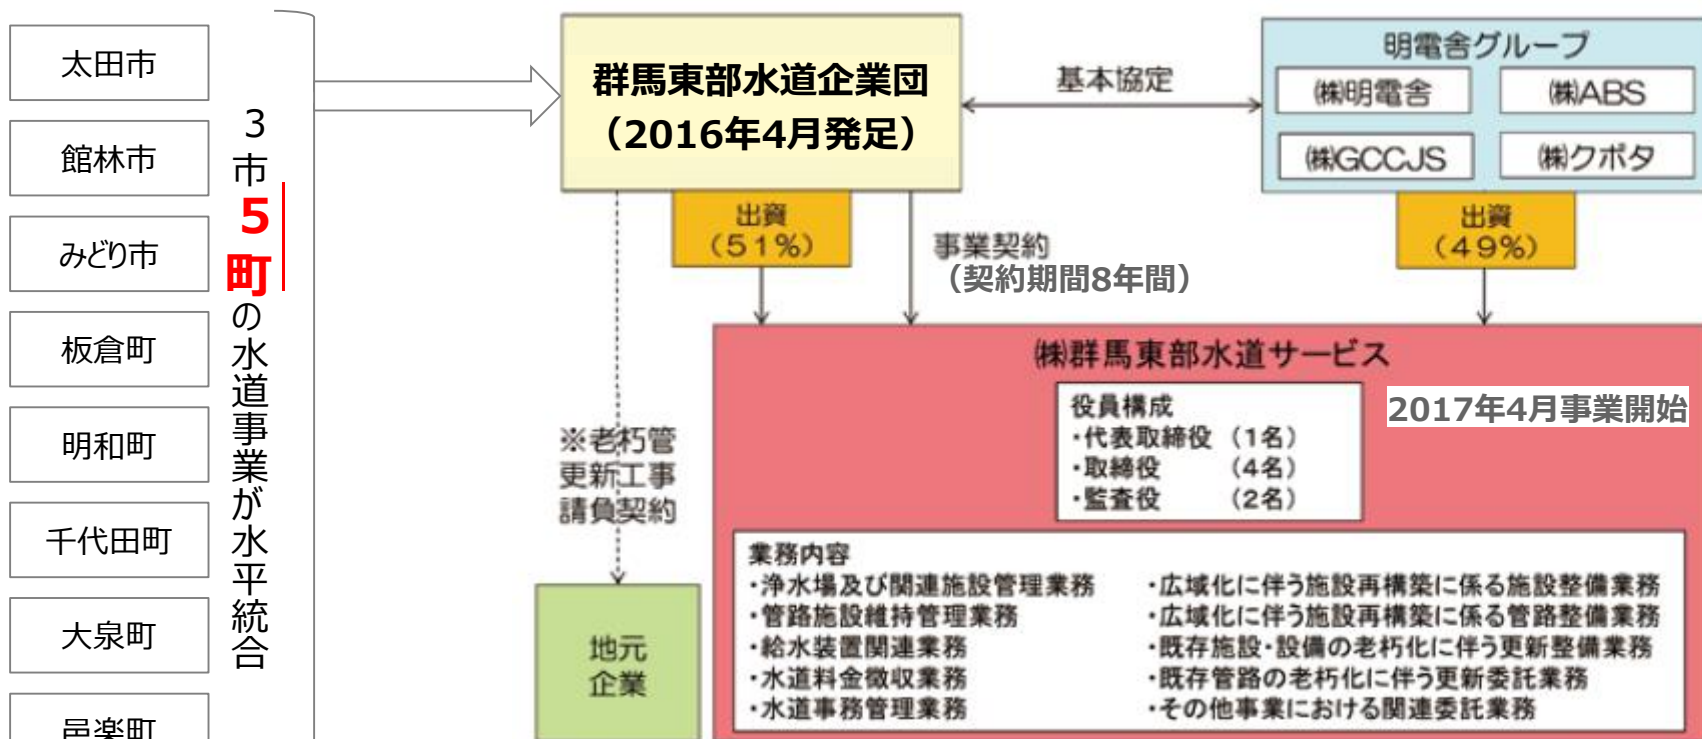 太田市
館林市
みどり市
板倉町
明和町
千代田町
大泉町
邑楽町
3市5町の水道事業が水平統合
群馬東部水道企業団
（2016年4月発足）
基本協定
明電舎グループ
㈱明電舎
㈱ABS
㈱GCCJS
㈱クボタ
出資
（51%）
事業契約
（契約期間8年間）
出資
（49%）
※老朽管
更新工事
請負契約
地元
企業
㈱群馬東部水道サービス
2017年4月事業開始
役員構成
・代表取締役 （1名）
・取締役 （4名）
・監査役 （2名）
業務内容
・浄水場及び関連施設管理業務
・管路施設維持管理業務
・給水装置関連業務
・水道料金徴収業務
・水道事務管理業務
・広域化に伴う施設再構築に係る施設整備業務
・広域化に伴う施設再構築に係る管路整備業務
・既存施設・設備の老朽化に伴う更新整備業務
・既存管路の老朽化に伴う更新委託業務
・その他事業における関連委託業務